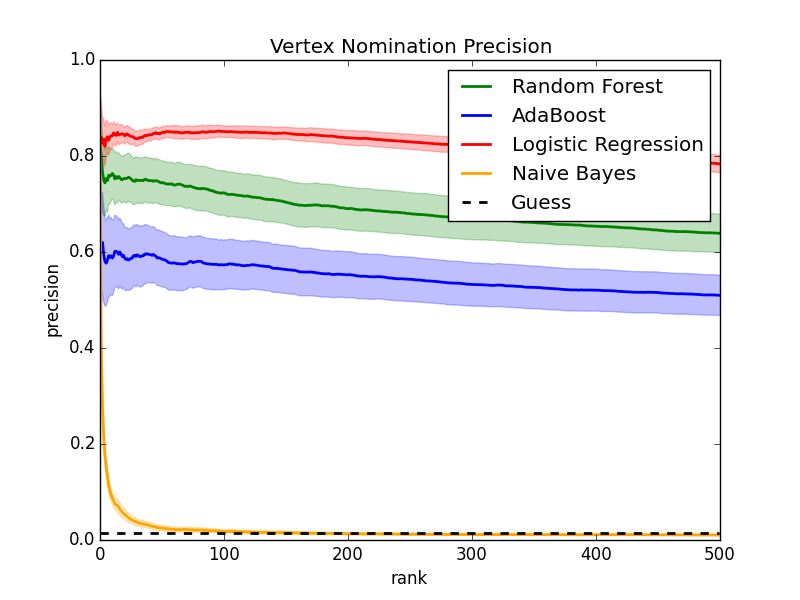 Vertex Nomination Precision
1.0
0.8
0.6
0.4
0.2
0.0
precision
Random Forest
AdaBoost
Logistic Regression
Naive Bayes
Guess
0 100 200 300 400 500
rank